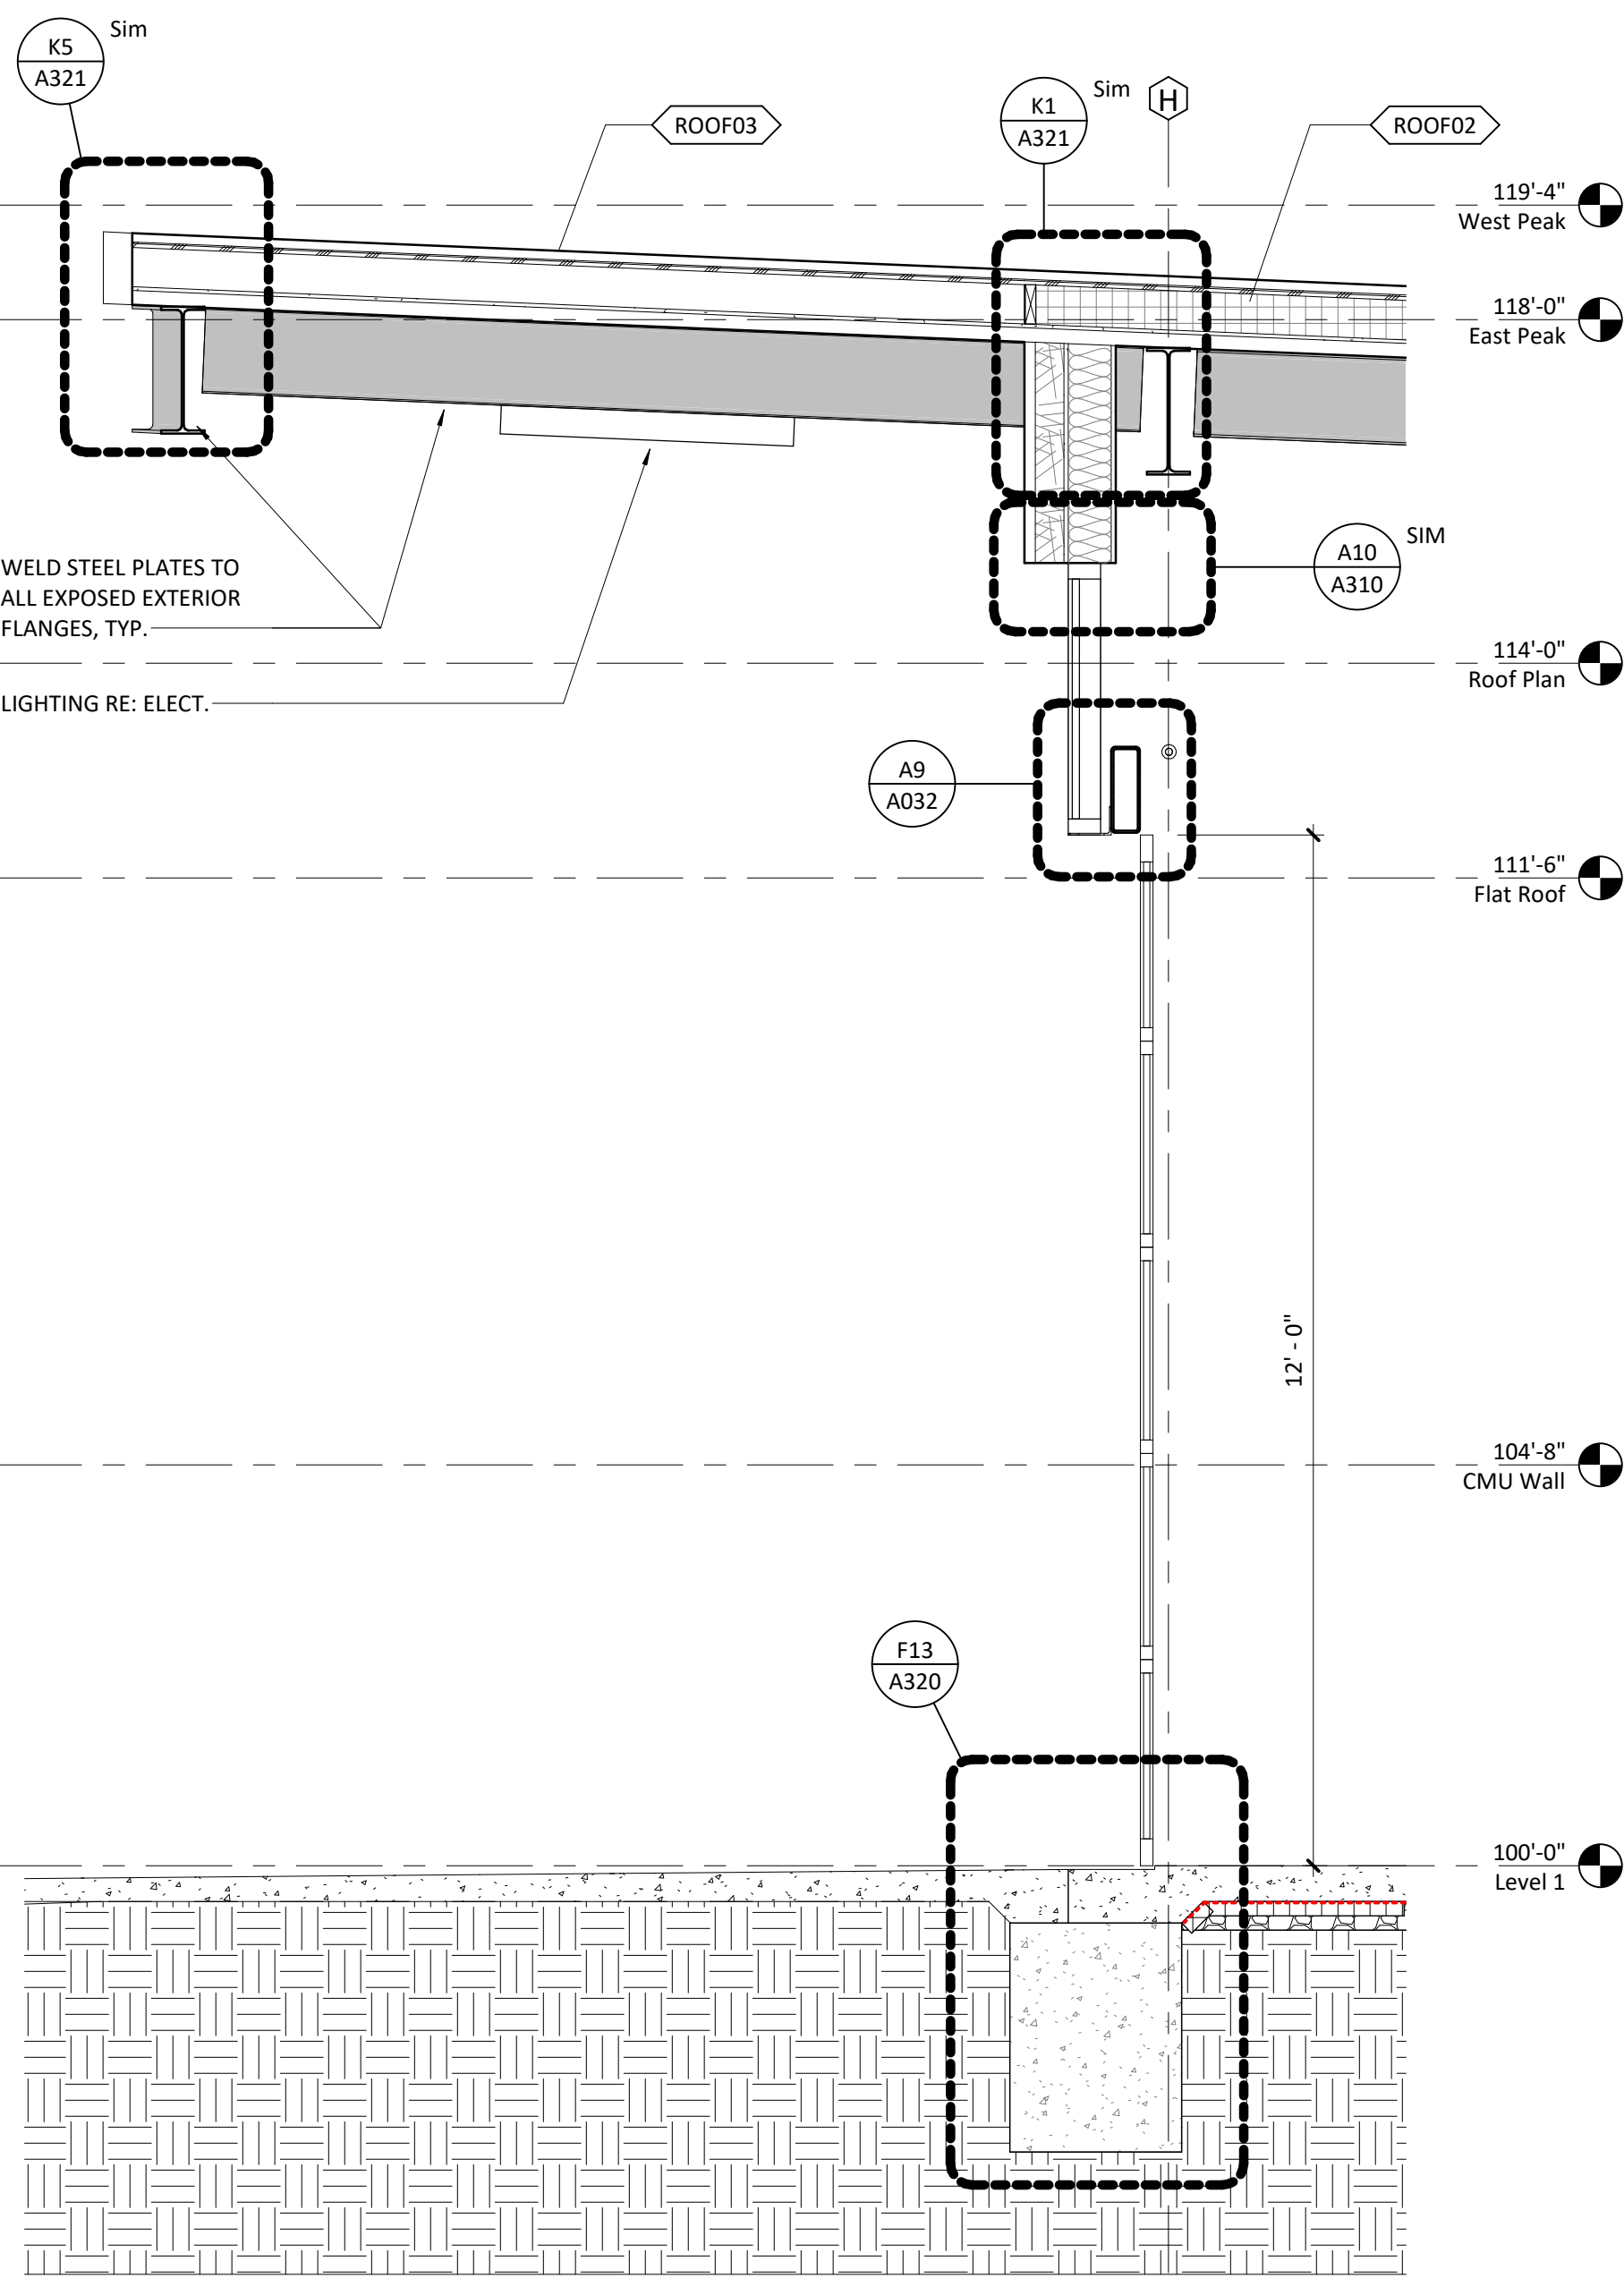 Sim
K5
A321
ROOF03
K1
A321
Sim
H
ROOF02
119'-4"
West Peak
118'-0"
East Peak
WELD STEEL PLATES TO
ALL EXPOSED EXTERIOR
FLANGES, TYP.
A10
A310
SIM
114'-0"
Roof Plan
LIGHTING RE: ELECT.
A9
A032
111'-6"
Flat Roof
12' - 0"
104'-8"
CMU Wall
F13
A320
100'-0"
Level 1